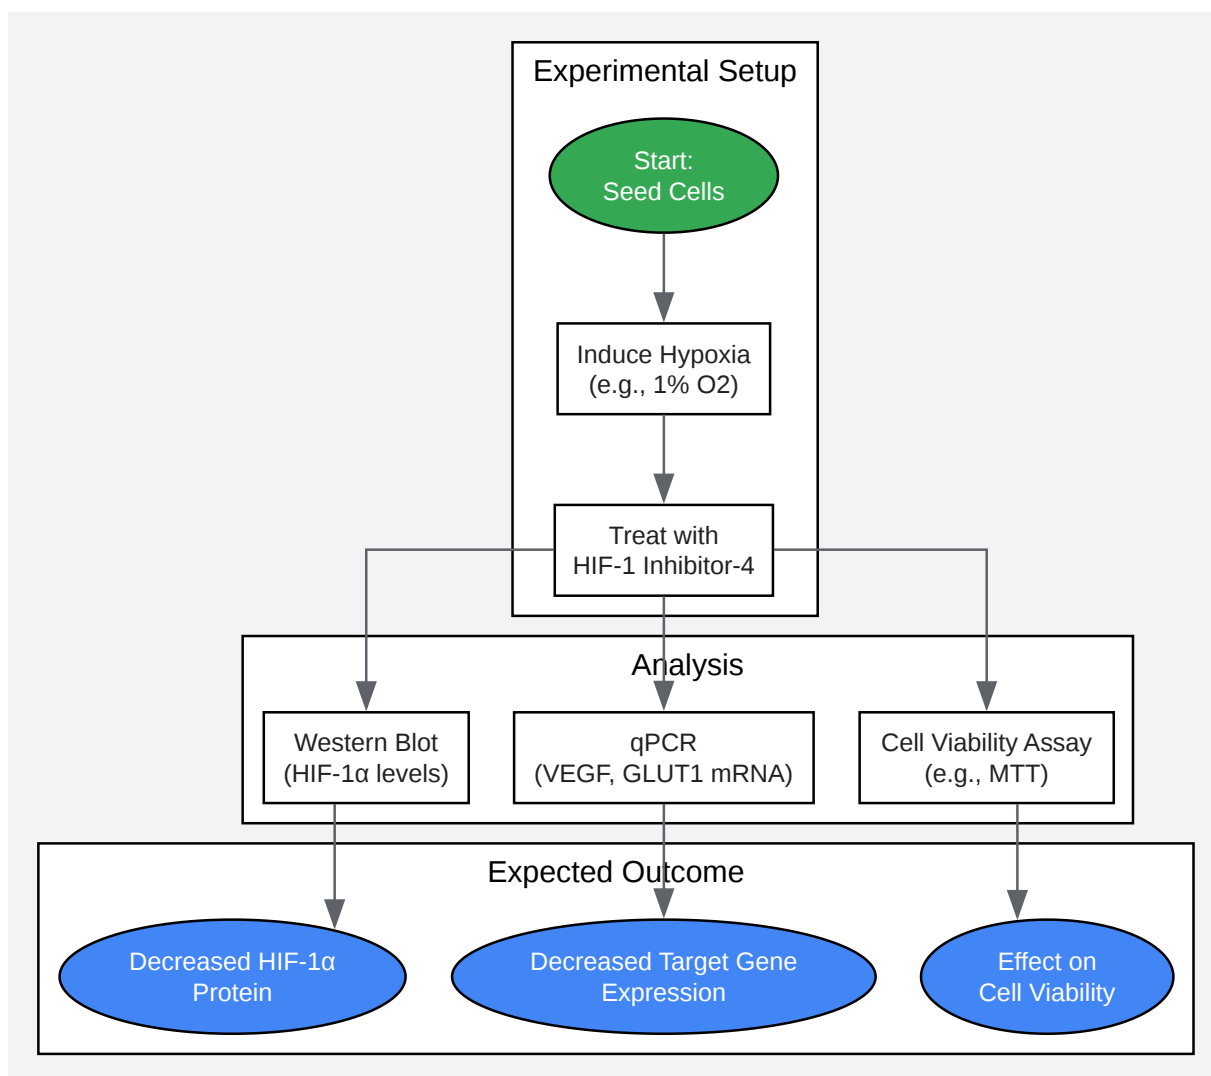 Experimental Setup
Start:
Seed Cells
Induce Hypoxia
(e.g., 1% O2)
Treat with
HIF-1 Inhibitor-4
Analysis
Western Blot
(HIF-1α levels)
qPCR
(VEGF, GLUT1 mRNA)
Cell Viability Assay
(e.g., MTT)
Expected Outcome
Decreased HIF-1α
Protein
Decreased Target Gene
Expression
Effect on
Cell Viability